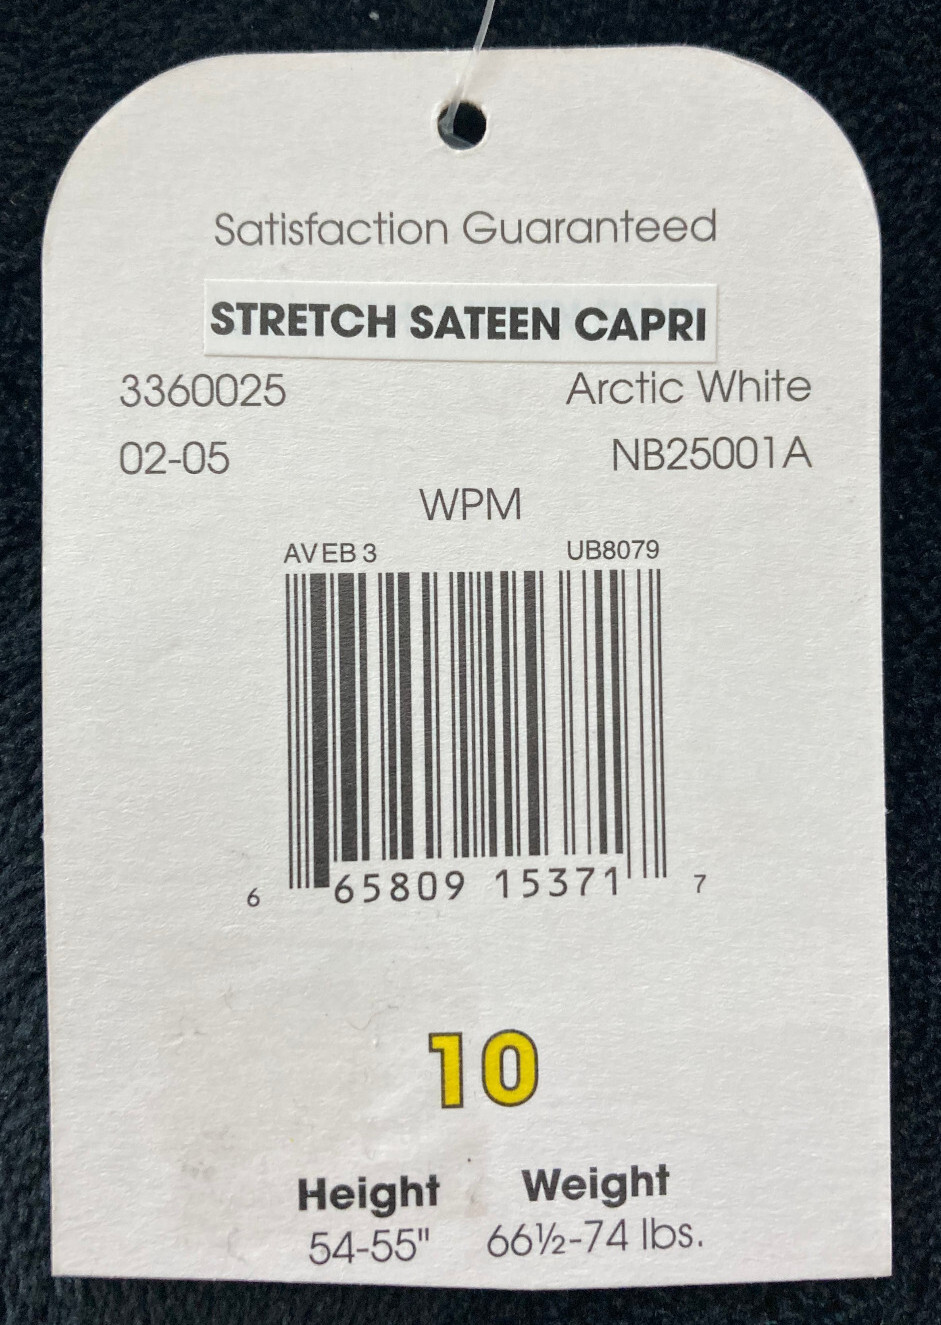 Satisfaction Guaranteed
STRETCH SATEEN CAPRI
3360025 Arctic White
02-05 NB25001A
WPM
AVEB 3 UB8079
6 65809 15371 7
10
Height Weight
54-55" 66½-74 lbs.